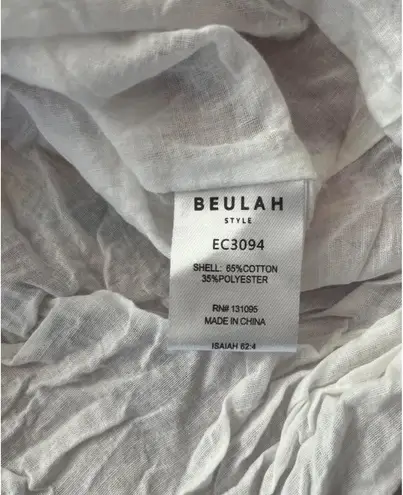 BEULAH
STYLE
EC3094
SHELL: 65%COTTON
35%POLYESTER
RN# 131095
MADE IN CHINA
ISAIAH 62:4